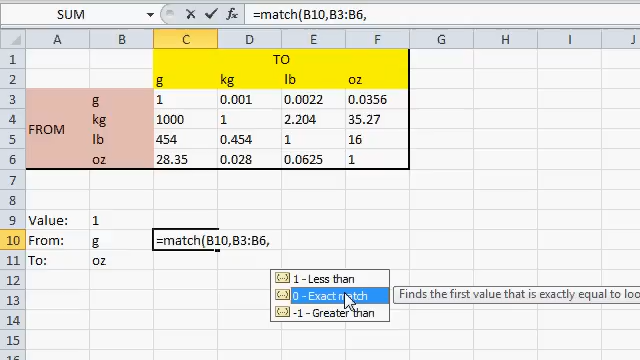 SUM fx =match(B10,B3:B6,
A B C D E F G H I J
1 TO
2 g kg lb oz
3 g 1 0.001 0.0022 0.0356
4 FROM kg 1000 1 2.204 35.27
5 lb 454 0.454 1 16
6 oz 28.35 0.028 0.0625 1
7
8
9 Value: 1
10 From: g =match(B10,B3:B6,
11 To: oz
12 1 - Less than
13 0 - Exact match Finds the first value that is exactly equal to loo
14 -1 - Greater than
15
16